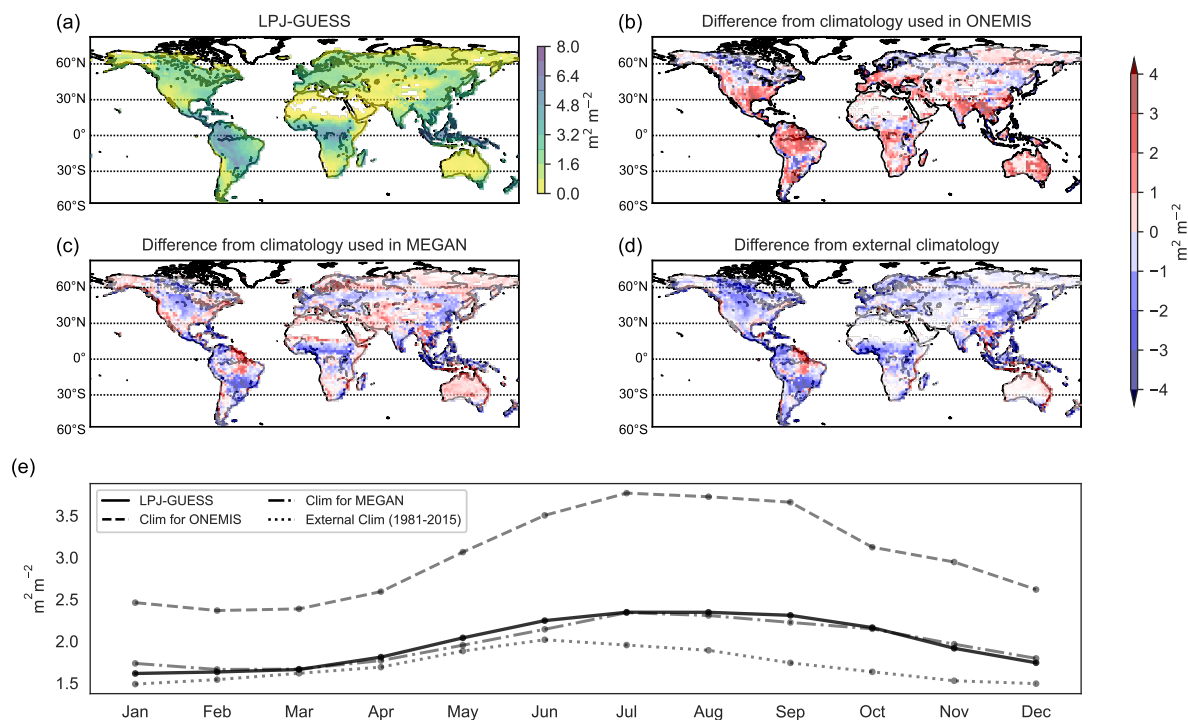 (a)
LPJ-GUESS
60°N
30°N
0°
30°S
60°S
8.0
6.4
4.8
3.2
1.6
0.0
m² m⁻²
(b)
Difference from climatology used in ONEMIS
60°N
30°N
0°
30°S
60°S
(c)
Difference from climatology used in MEGAN
60°N
30°N
0°
30°S
60°S
(d)
Difference from external climatology
60°N
30°N
0°
30°S
60°S
4
3
2
1
0
−1
−2
−3
−4
m² m⁻²
(e)
LPJ-GUESS
Clim for ONEMIS
Clim for MEGAN
External Clim (1981-2015)
m² m⁻²
3.5
3.0
2.5
2.0
1.5
Jan Feb Mar Apr May Jun Jul Aug Sep Oct Nov Dec